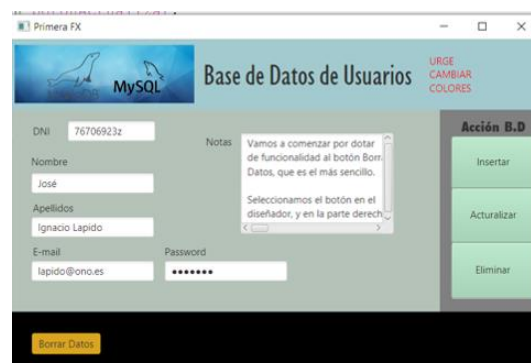 Primera FX
MySQL
Base de Datos de Usuarios
URGE
CAMBIAR
COLORES
DNI
76706923z
Notas
Vamos a comenzar por dotar
de funcionalidad al botón Borr
Datos, que es el más sencillo.
Seleccionamos el botón en el
diseñador, y en la parte derech
Nombre
José
Apellidos
Ignacio Lapido
E-mail
lapido@ono.es
Password
Acción B.D
Insertar
Acturalizar
Eliminar
Borrar Datos